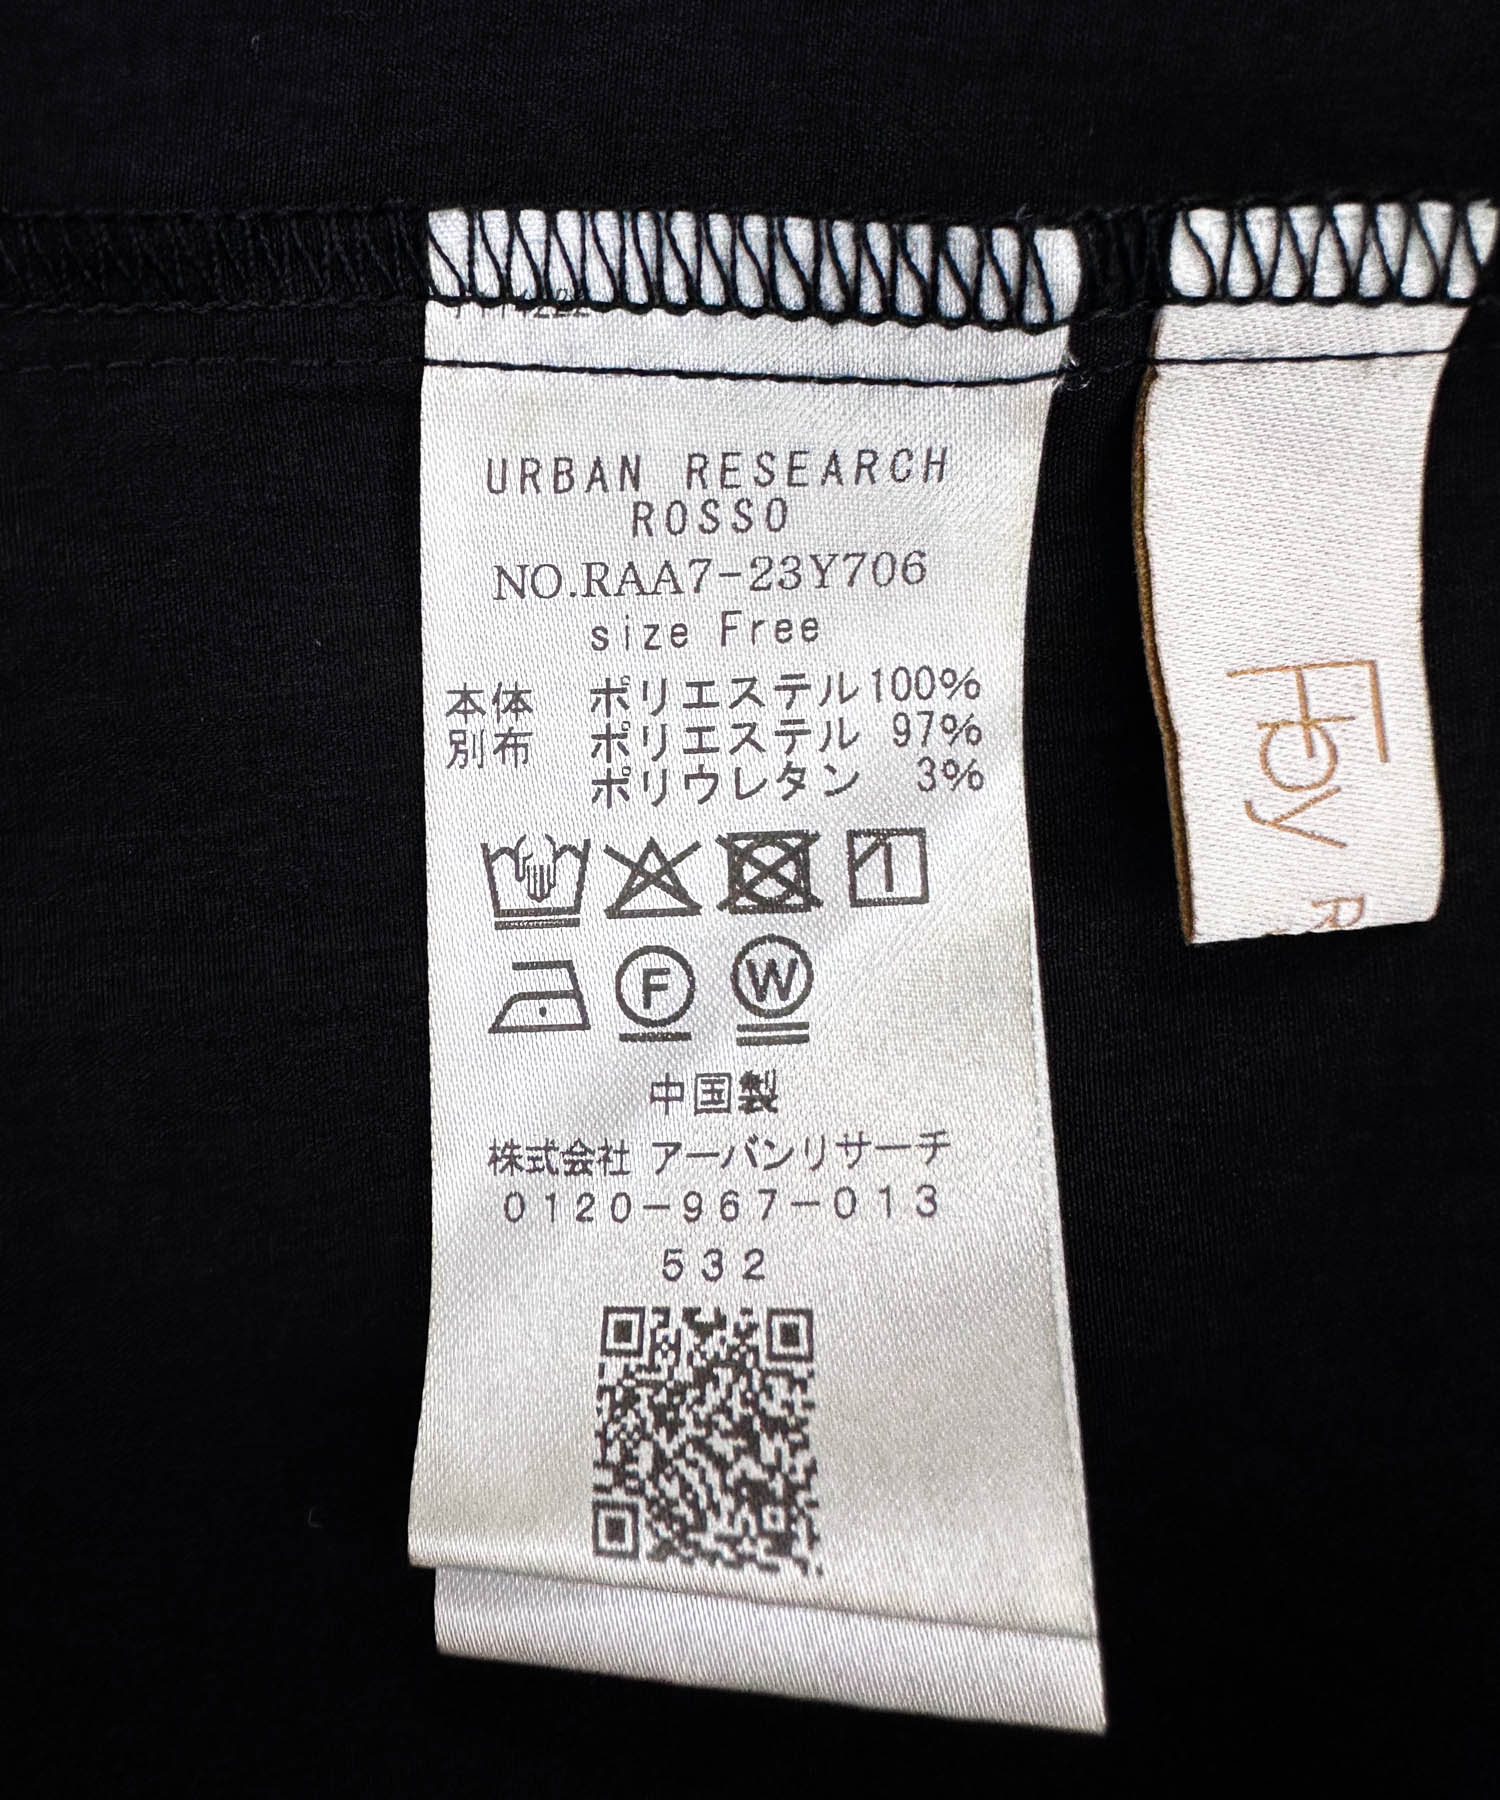 URBAN RESEARCH
ROSSO
NO.RAA7-23Y706
size Free
本体 ポリエステル100%
別布 ポリエステル 97%
ポリウレタン 3%
F W
中国製
株式会社 アーバンリサーチ
0120-967-013
532
by
R